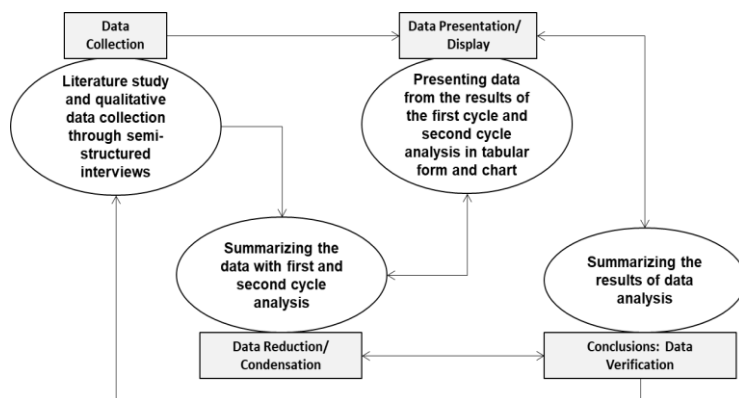 Data
Collection
Data Presentation/
Display
Literature study
and qualitative
data collection
through semi-
structured
interviews
Presenting data
from the results of
the first cycle and
second cycle
analysis in tabular
form and chart
Summarizing the
data with first and
second cycle
analysis
Summarizing the
results of data
analysis
Data Reduction/
Condensation
Conclusions: Data
Verification